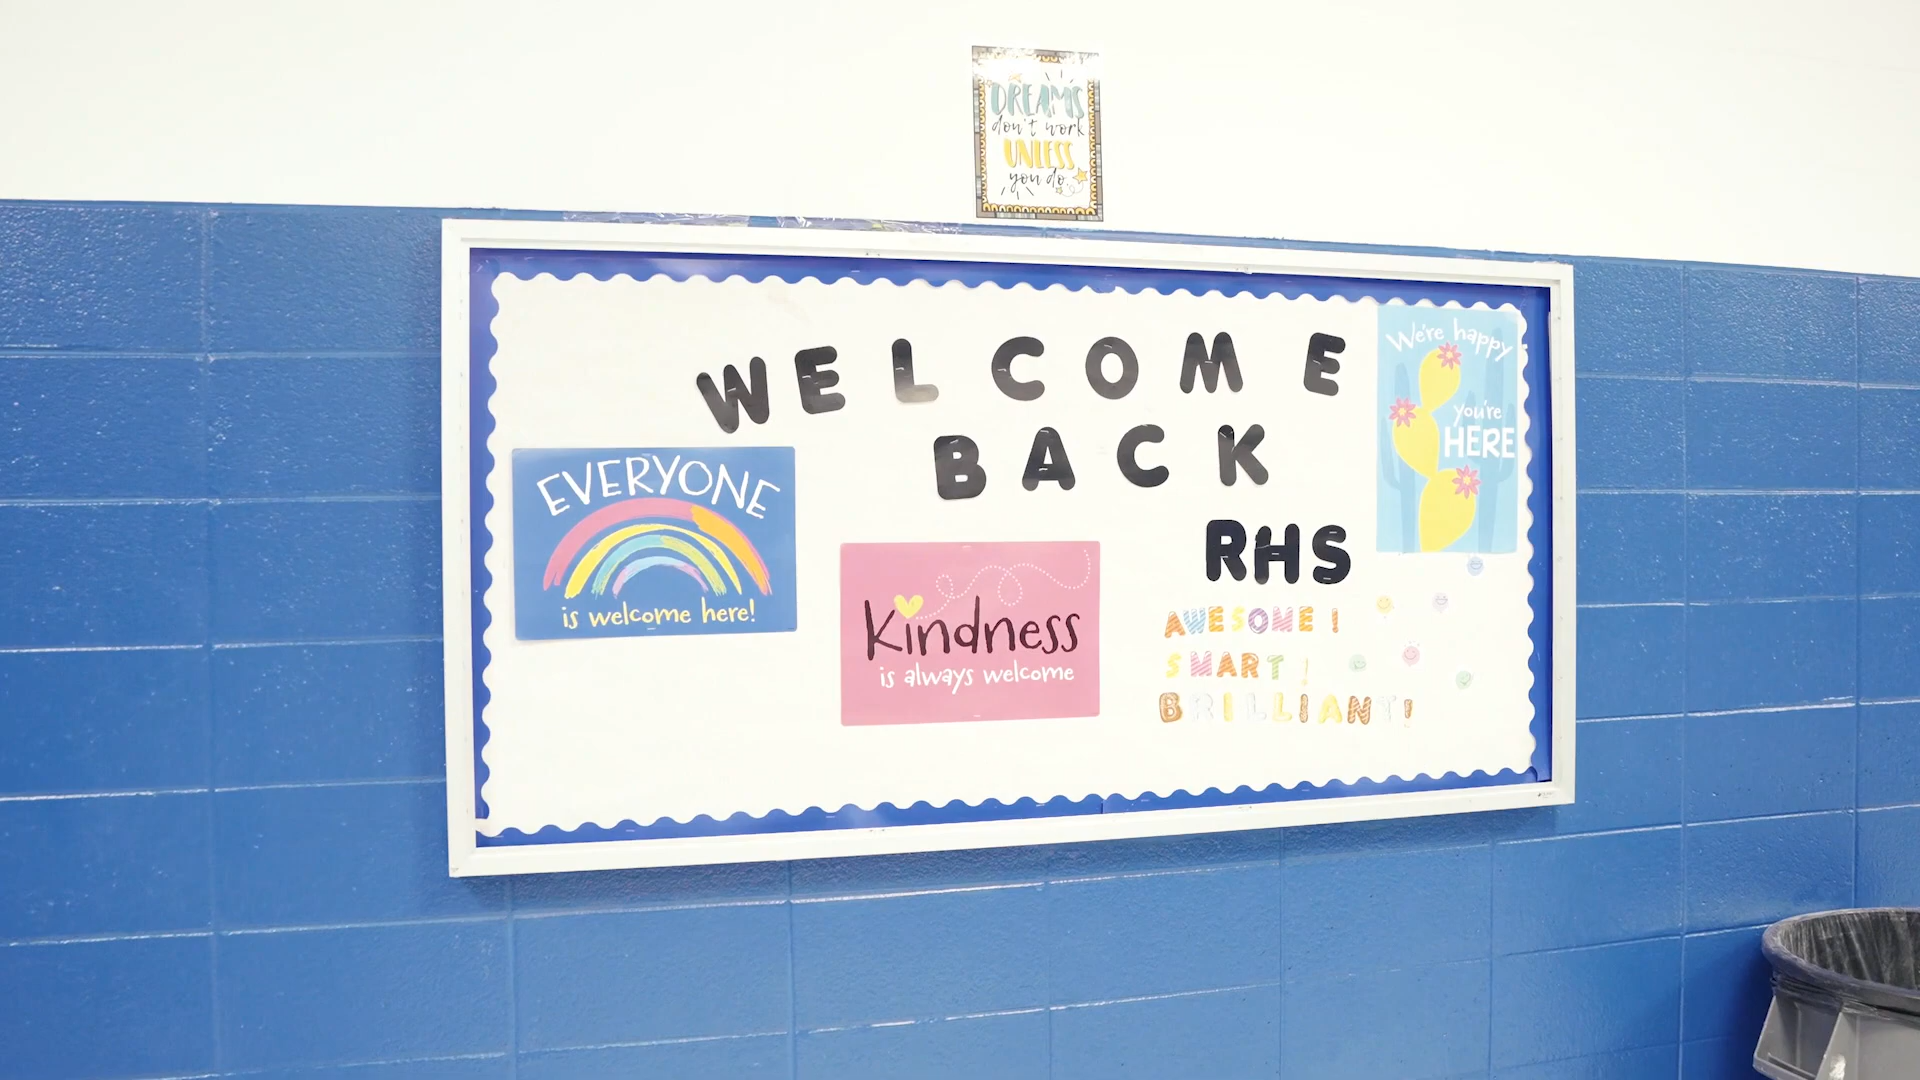 DREAMS
don't work
UNLESS
you do.
WELCOME
BACK
RHS
AWESOME!
SMART!
BRILLIANT!
EVERYONE
is welcome here!
Kindness
is always welcome
We're happy
you're
HERE